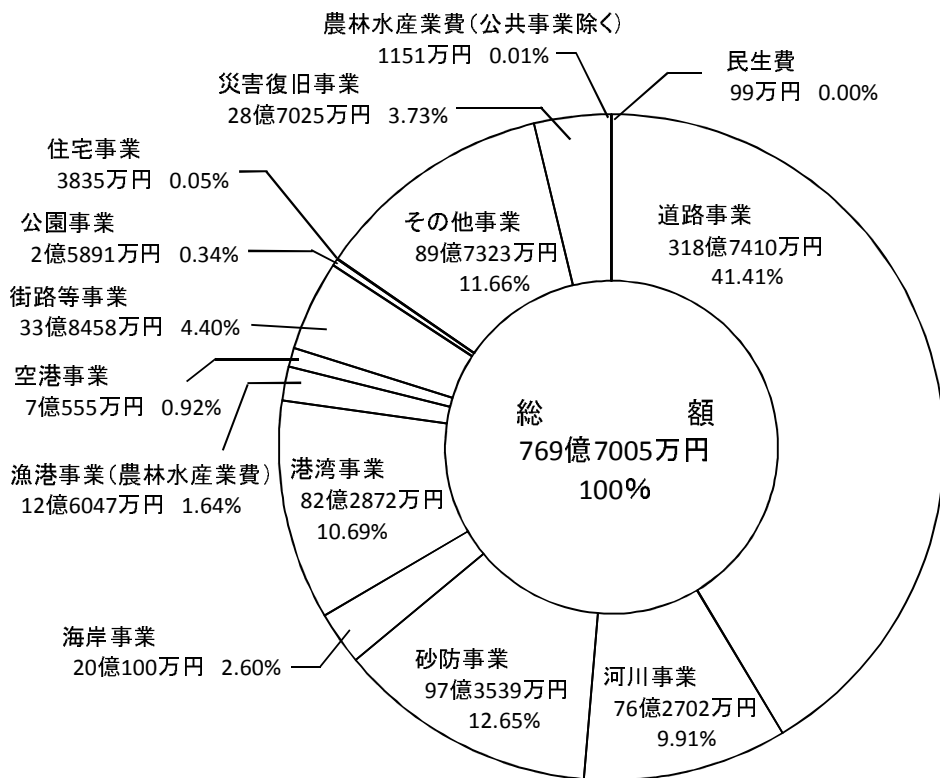 農林水産業費（公共事業除く）
1151万円 0.01%
民生費
99万円 0.00%
災害復旧事業
28億7025万円 3.73%
住宅事業
3835万円 0.05%
公園事業
2億5891万円 0.34%
街路等事業
33億8458万円 4.40%
空港事業
7億555万円 0.92%
漁港事業（農林水産業費）
12億6047万円 1.64%
海岸事業
20億100万円 2.60%
その他事業
89億7323万円
11.66%
道路事業
318億7410万円
41.41%
港湾事業
82億2872万円
10.69%
総 額
769億7005万円
100%
砂防事業
97億3539万円
12.65%
河川事業
76億2702万円
9.91%